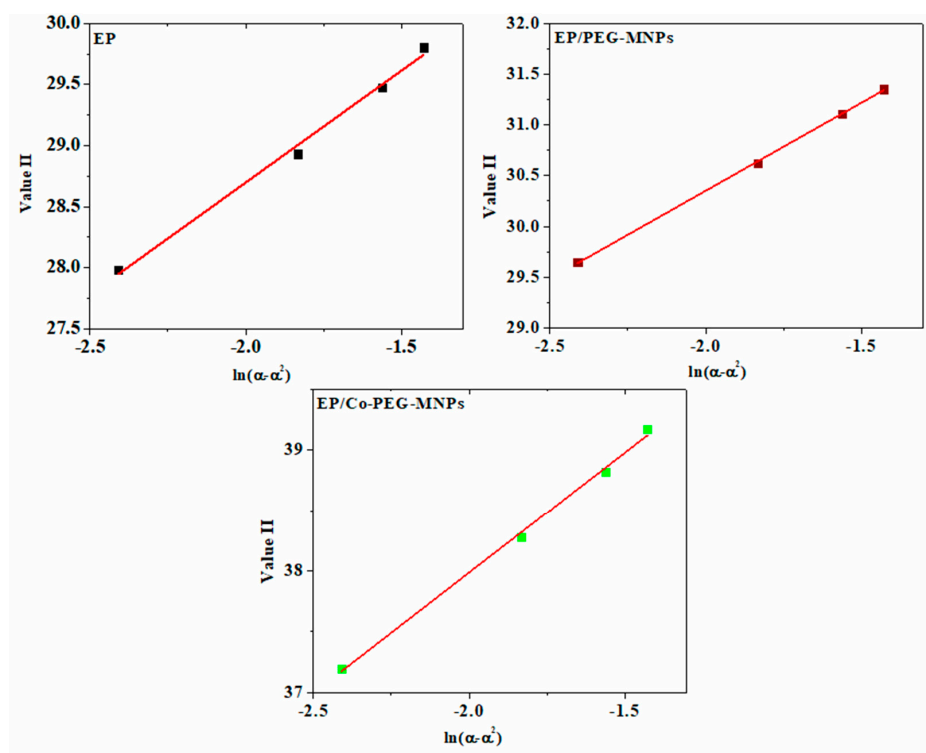 EP
Value II
30.0
29.5
29.0
28.5
28.0
27.5
-2.5
-2.0
-1.5
ln(α-α²)
EP/PEG-MNPs
Value II
32.0
31.5
31.0
30.5
30.0
29.5
29.0
-2.5
-2.0
-1.5
ln(α-α²)
EP/Co-PEG-MNPs
Value II
39
38
37
-2.5
-2.0
-1.5
ln(α-α²)